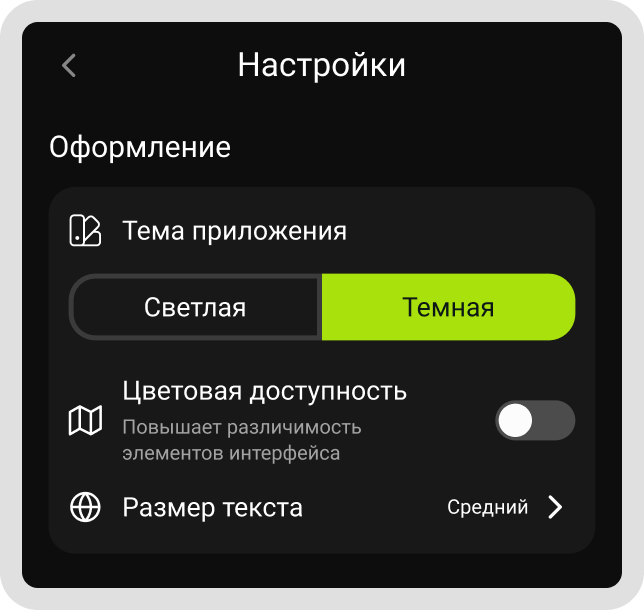 Настройки
Оформление
Тема приложения
Светлая
Темная
Цветовая доступность
Повышает различимость
элементов интерфейса
Размер текста
Средний